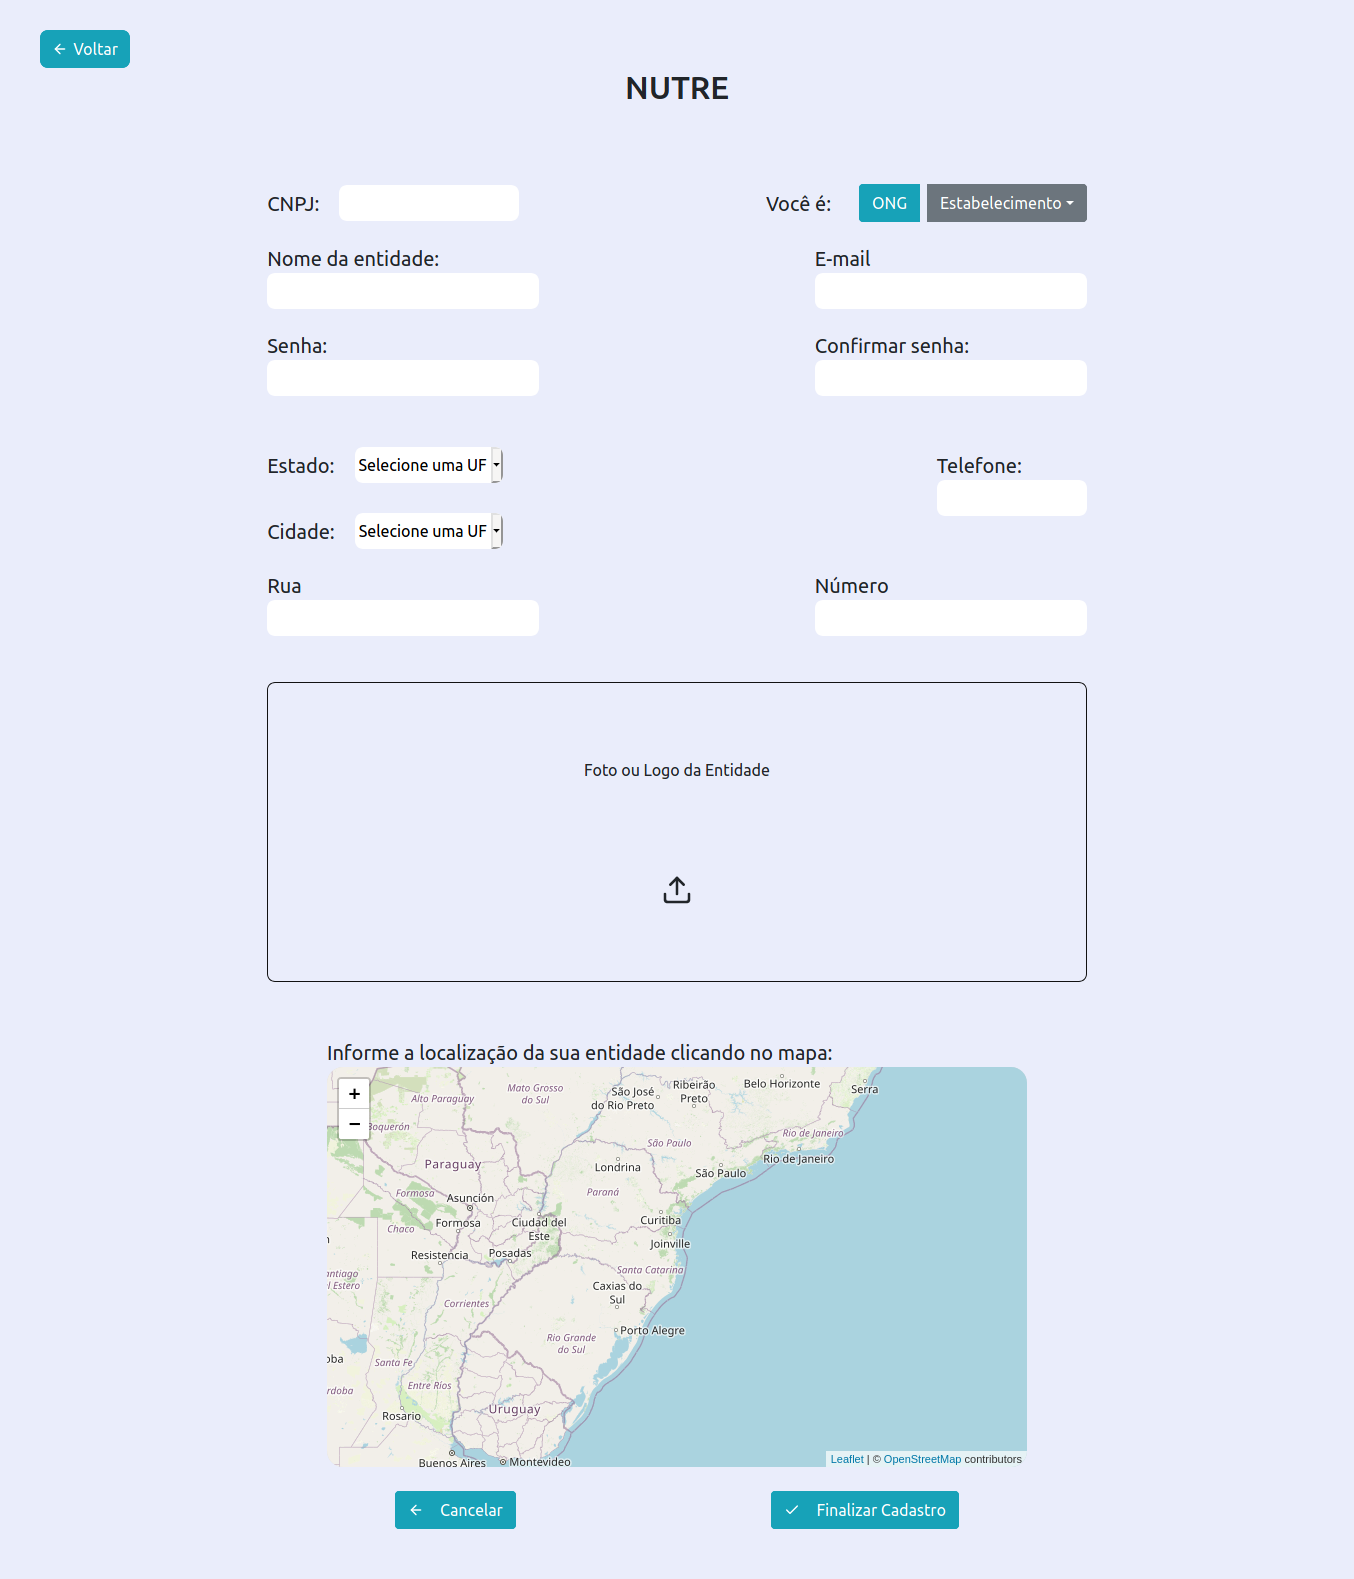 Voltar
NUTRE
CNPJ:
Você é:
ONG
Estabelecimento
Nome da entidade:
E-mail
Senha:
Confirmar senha:
Estado:
Selecione uma UF
Telefone:
Cidade:
Selecione uma UF
Rua
Número
Foto ou Logo da Entidade
Informe a localização da sua entidade clicando no mapa:
+
−
Mato Grosso
do Sul
Alto Paraguay
São José
do Rio Preto
Ribeirão
Preto
Belo Horizonte
Serra
Boquerón
Rio de Janeiro
São Paulo
Rio de Janeiro
Paraguay
Londrina
São Paulo
Formosa
Paraná
Asunción
Formosa
Ciudad del
Este
Curitiba
Chaco
Resistencia
Posadas
Joinville
Santa Catarina
antiago
l Estero
Caxias do
Sul
Corrientes
Porto Alegre
Rio Grande
do Sul
oba
Santa Fe
Entre Ríos
rdoba
Rosario
Uruguay
Buenos Aires
Montevideo
Leaflet | © OpenStreetMap contributors
Cancelar
Finalizar Cadastro